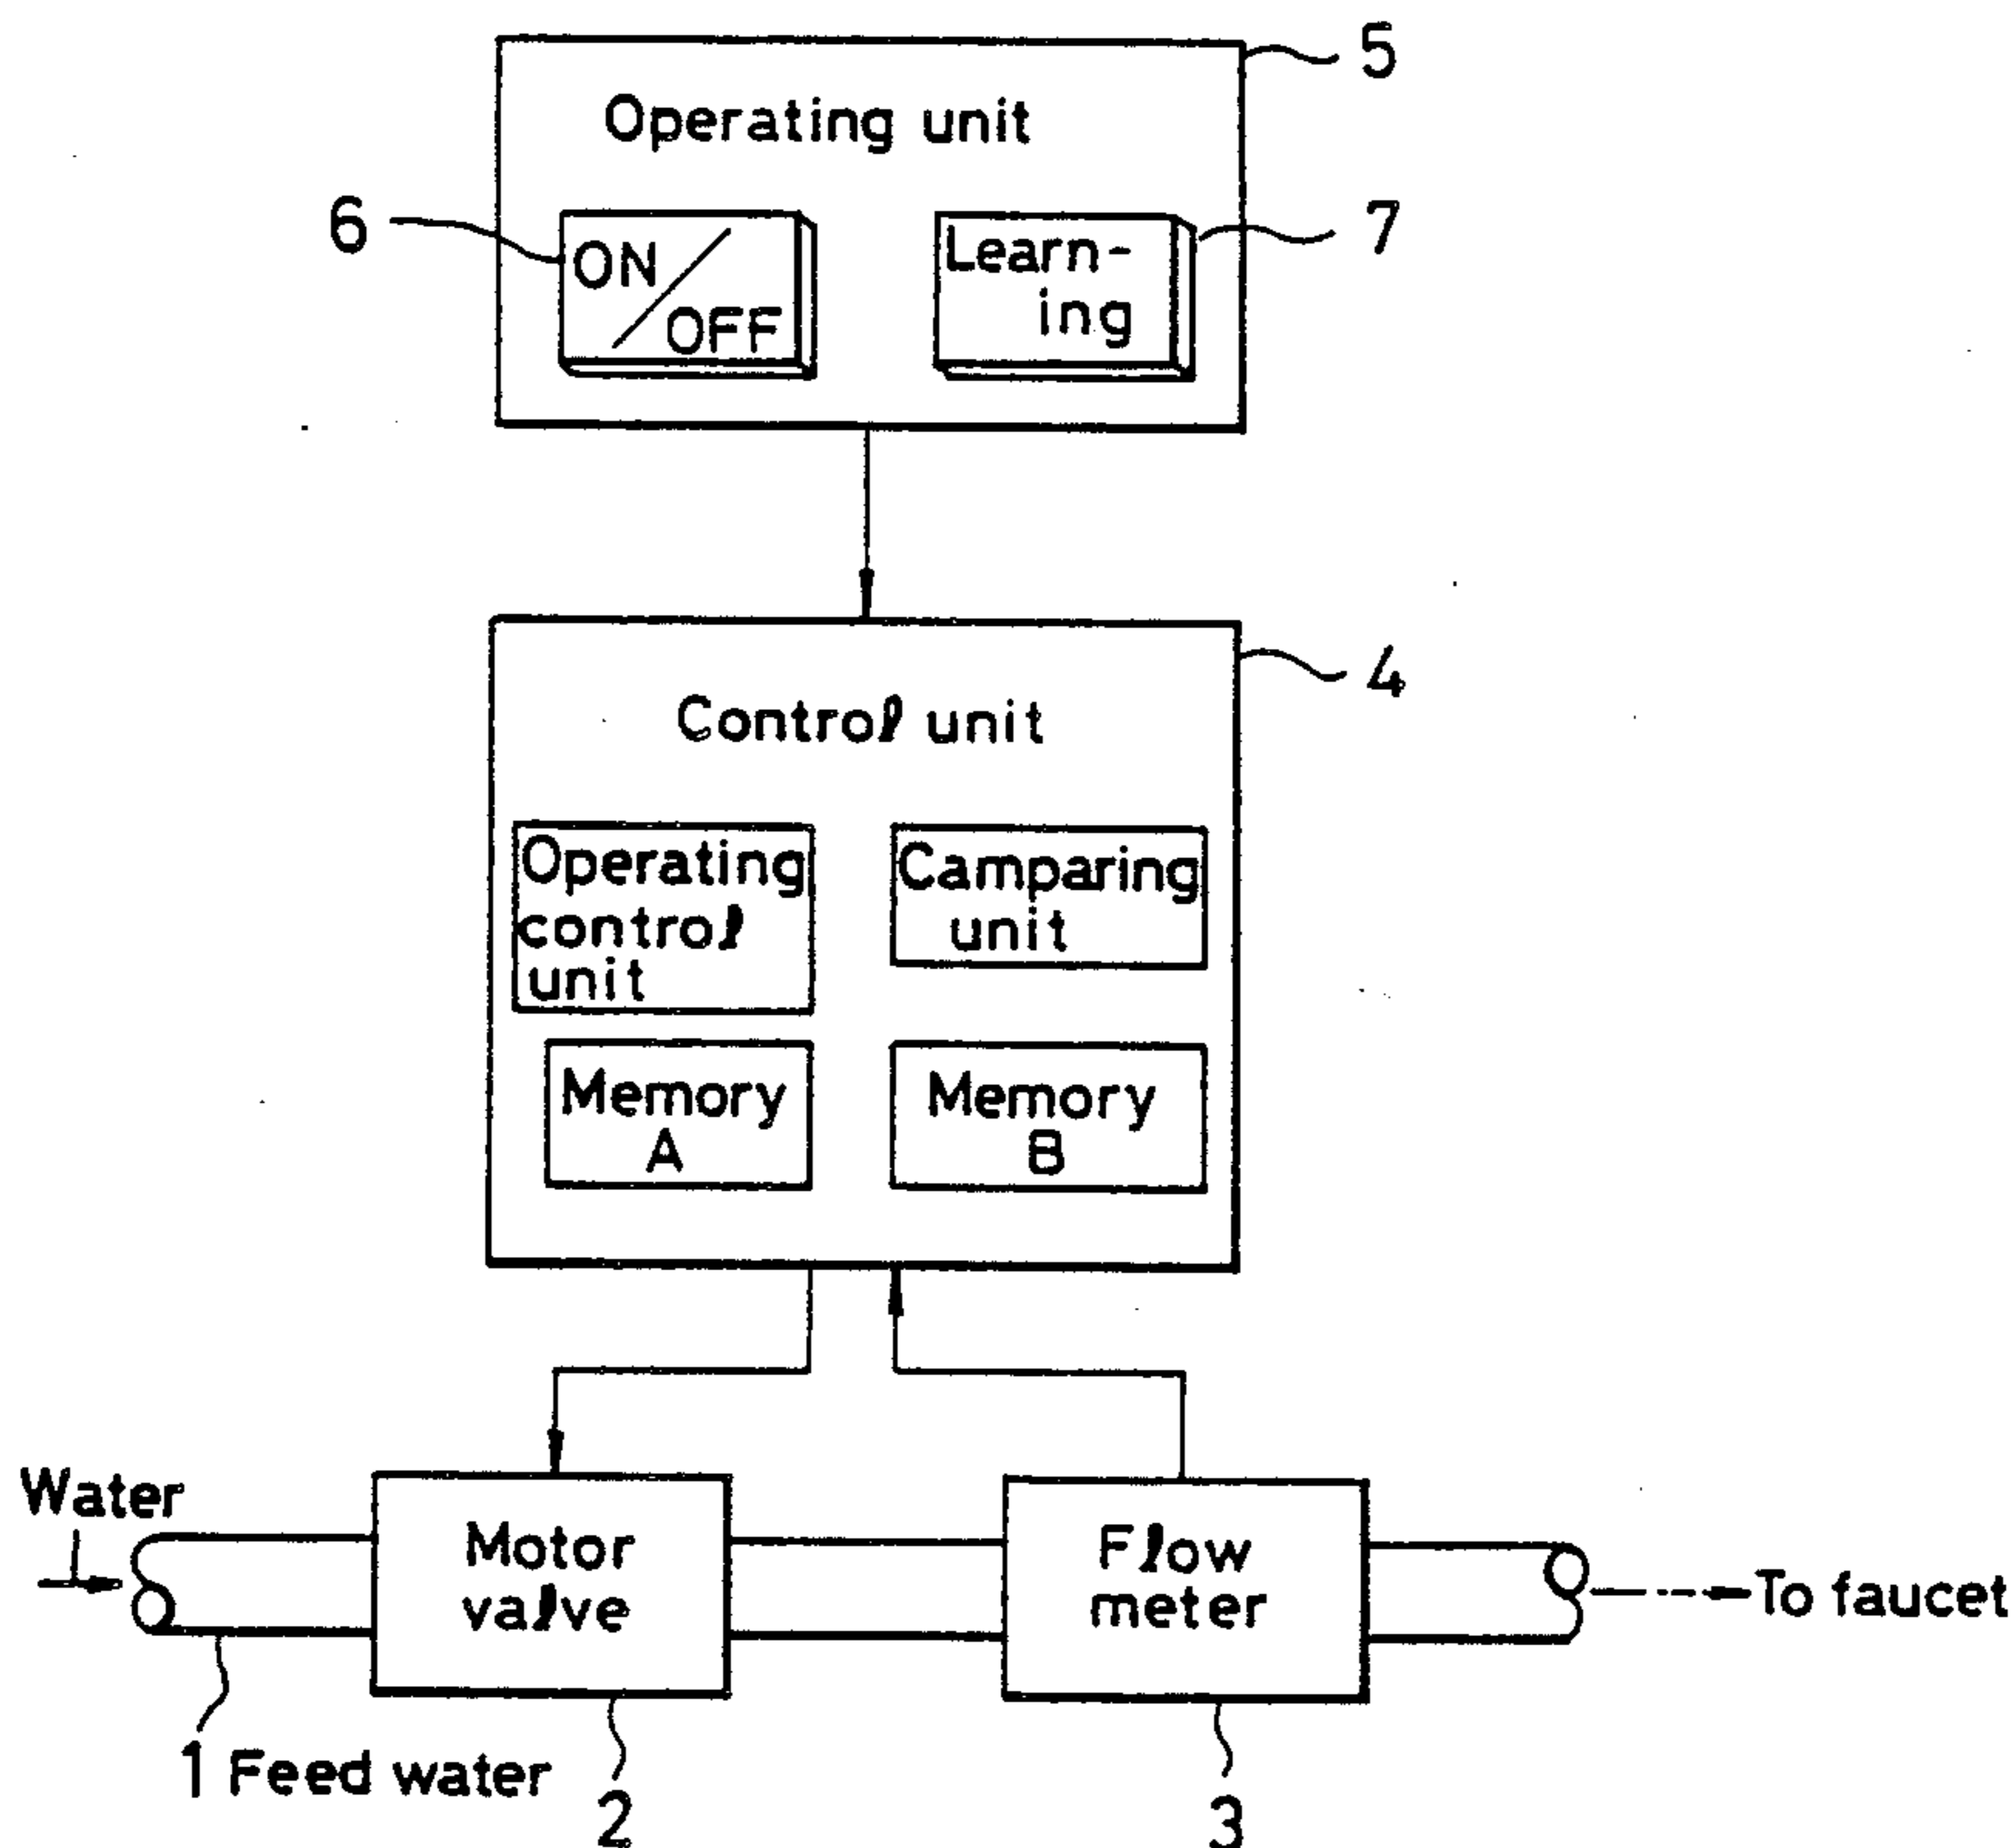 5
Operating unit
6
ON/OFF
Learn-
ing
7
4
Control unit
Operating
control
unit
Camparing
unit
Memory
A
Memory
B
Water
Motor
valve
Flow
meter
To faucet
1 Feed water
2
3